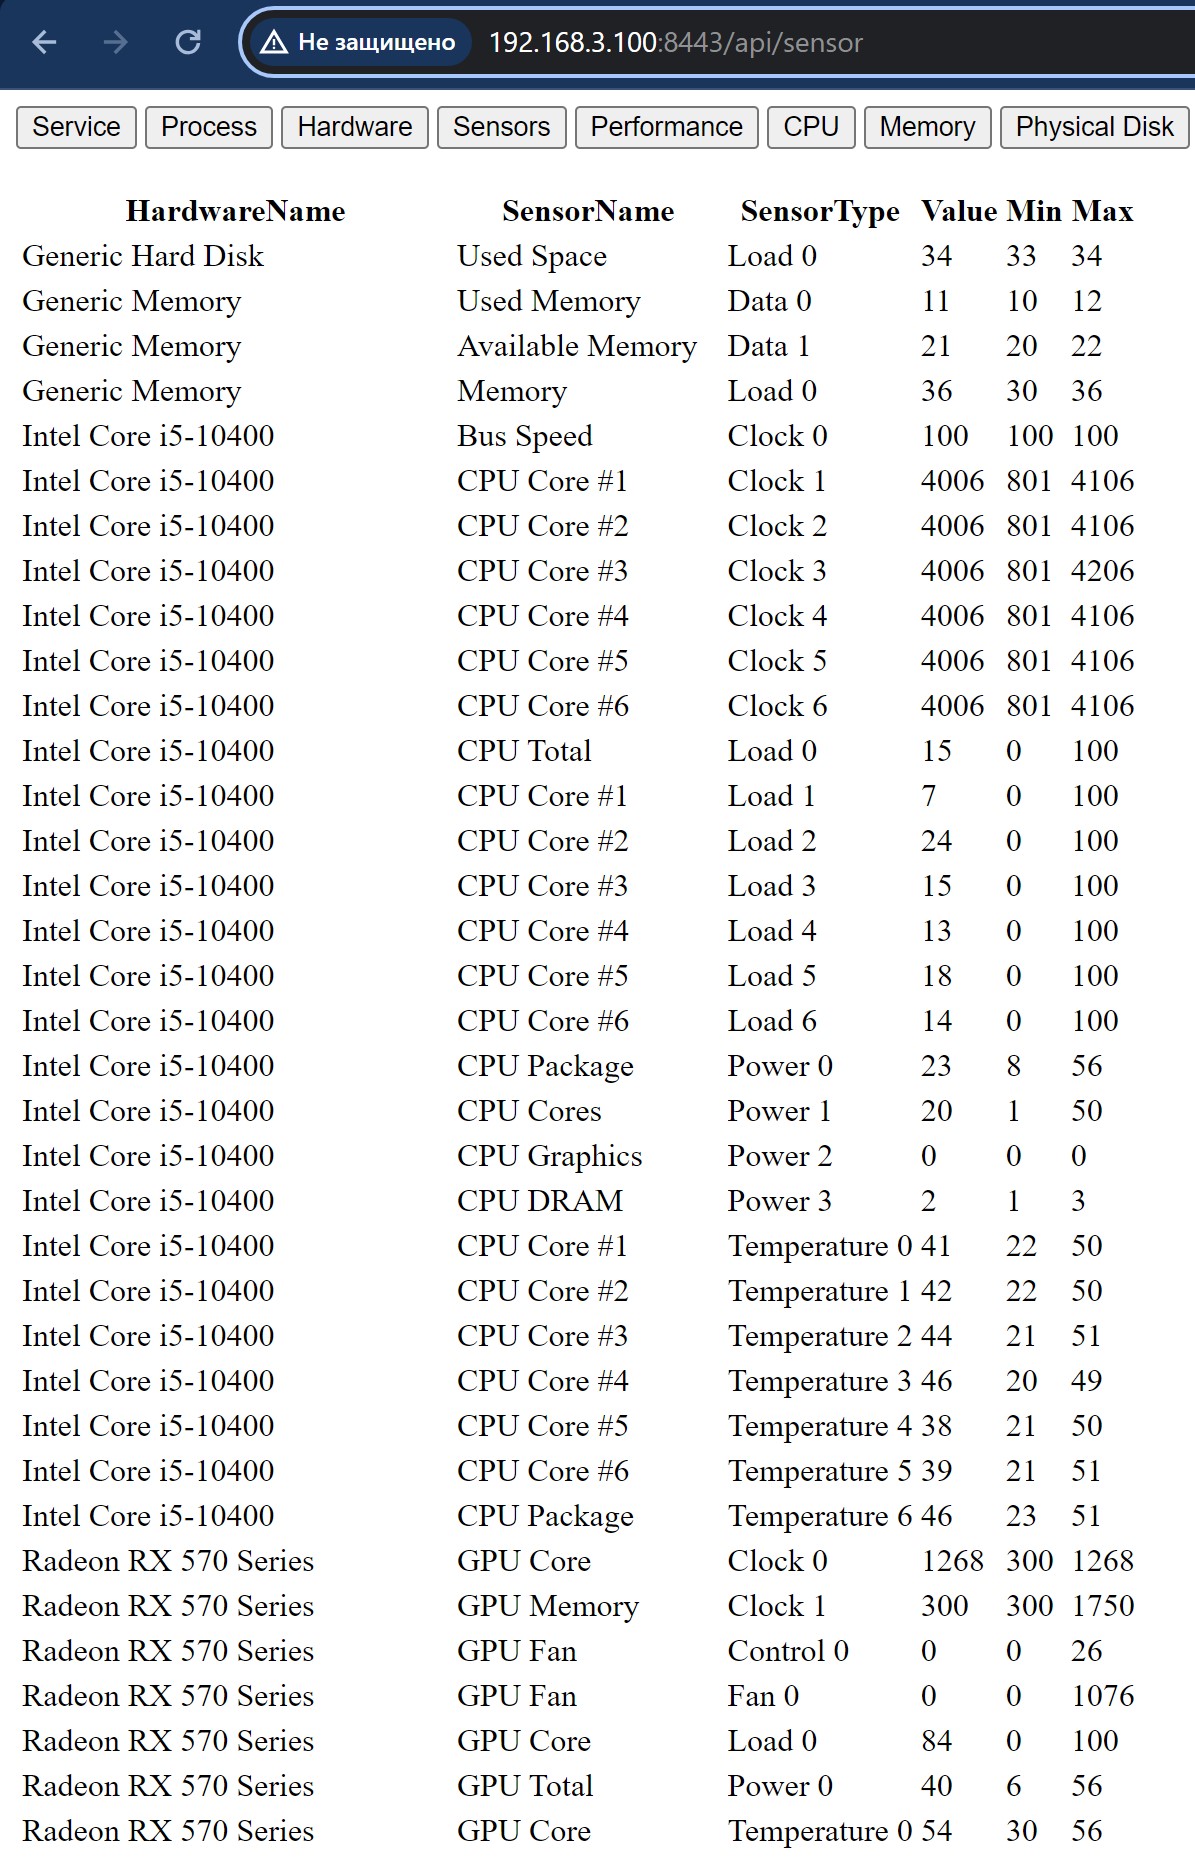 Не защищено 192.168.3.100:8443/api/sensor
Service Process Hardware Sensors Performance CPU Memory Physical Disk
HardwareName SensorName SensorType Value Min Max
Generic Hard Disk Used Space Load 0 34 33 34
Generic Memory Used Memory Data 0 11 10 12
Generic Memory Available Memory Data 1 21 20 22
Generic Memory Memory Load 0 36 30 36
Intel Core i5-10400 Bus Speed Clock 0 100 100 100
Intel Core i5-10400 CPU Core #1 Clock 1 4006 801 4106
Intel Core i5-10400 CPU Core #2 Clock 2 4006 801 4106
Intel Core i5-10400 CPU Core #3 Clock 3 4006 801 4206
Intel Core i5-10400 CPU Core #4 Clock 4 4006 801 4106
Intel Core i5-10400 CPU Core #5 Clock 5 4006 801 4106
Intel Core i5-10400 CPU Core #6 Clock 6 4006 801 4106
Intel Core i5-10400 CPU Total Load 0 15 0 100
Intel Core i5-10400 CPU Core #1 Load 1 7 0 100
Intel Core i5-10400 CPU Core #2 Load 2 24 0 100
Intel Core i5-10400 CPU Core #3 Load 3 15 0 100
Intel Core i5-10400 CPU Core #4 Load 4 13 0 100
Intel Core i5-10400 CPU Core #5 Load 5 18 0 100
Intel Core i5-10400 CPU Core #6 Load 6 14 0 100
Intel Core i5-10400 CPU Package Power 0 23 8 56
Intel Core i5-10400 CPU Cores Power 1 20 1 50
Intel Core i5-10400 CPU Graphics Power 2 0 0 0
Intel Core i5-10400 CPU DRAM Power 3 2 1 3
Intel Core i5-10400 CPU Core #1 Temperature 0 41 22 50
Intel Core i5-10400 CPU Core #2 Temperature 1 42 22 50
Intel Core i5-10400 CPU Core #3 Temperature 2 44 21 51
Intel Core i5-10400 CPU Core #4 Temperature 3 46 20 49
Intel Core i5-10400 CPU Core #5 Temperature 4 38 21 50
Intel Core i5-10400 CPU Core #6 Temperature 5 39 21 51
Intel Core i5-10400 CPU Package Temperature 6 46 23 51
Radeon RX 570 Series GPU Core Clock 0 1268 300 1268
Radeon RX 570 Series GPU Memory Clock 1 300 300 1750
Radeon RX 570 Series GPU Fan Control 0 0 0 26
Radeon RX 570 Series GPU Fan Fan 0 0 0 1076
Radeon RX 570 Series GPU Core Load 0 84 0 100
Radeon RX 570 Series GPU Total Power 0 40 6 56
Radeon RX 570 Series GPU Core Temperature 0 54 30 56